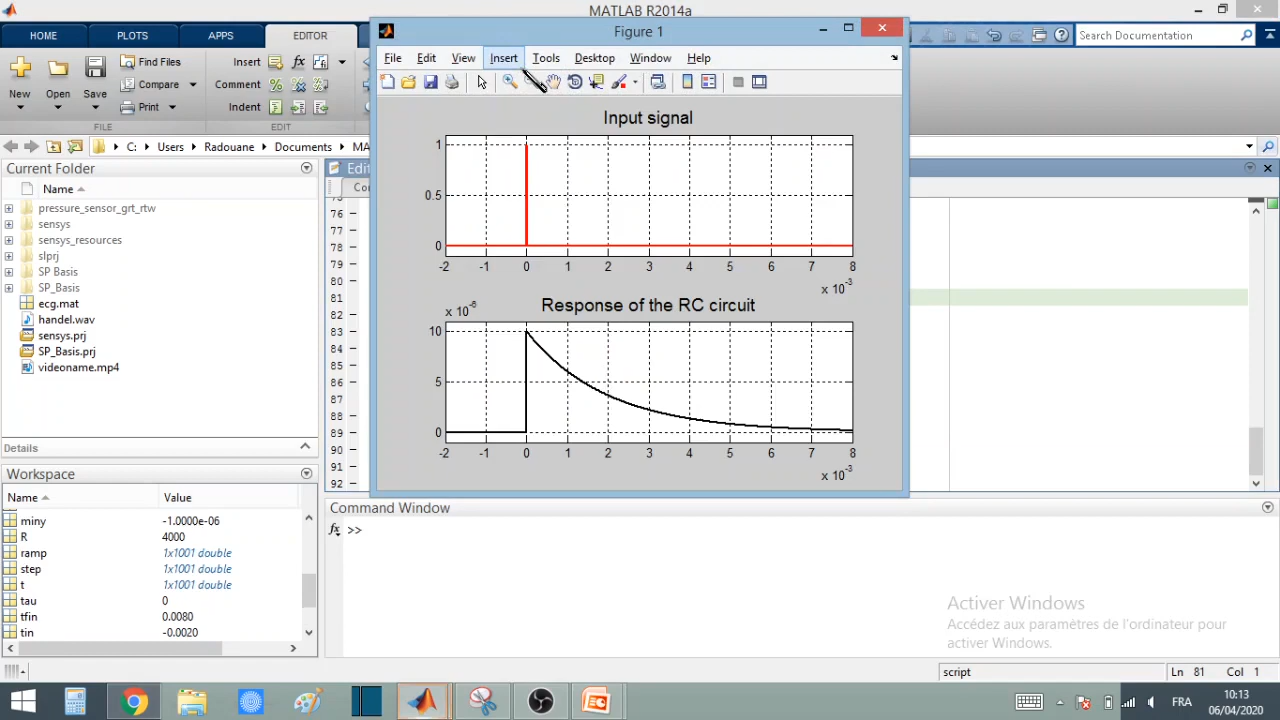 MATLAB R2014a
HOME PLOTS APPS EDITOR
Search Documentation
New Open Save
Find Files
Compare
Print
Insert
Comment
Indent
FILE EDIT
C: Users Radouane Documents MA
Current Folder
Name
pressure_sensor_grt_rtw
sensys
sensys_resources
slprj
SP Basis
SP_Basis
ecg.mat
handel.wav
sensys.prj
SP_Basis.prj
videoname.mp4
Details
Workspace
Name Value
miny -1.0000e-06
R 4000
ramp 1x1001 double
step 1x1001 double
t 1x1001 double
tau 0
tfin 0.0080
tin -0.0020
Edi
Co
76
77
78
79
80
81
82
83
84
85
86
87
88
89
90
91
92
Figure 1
File Edit View Insert Tools Desktop Window Help
Input signal
1
0.5
0
-2 -1 0 1 2 3 4 5 6 7 8
x 10-3
Response of the RC circuit
x 10-6
10
5
0
-2 -1 0 1 2 3 4 5 6 7 8
x 10-3
Command Window
fx >>
Activer Windows
Accédez aux paramètres de l'ordinateur pour
activer Windows.
script Ln 81 Col 1
FRA
10:13
06/04/2020